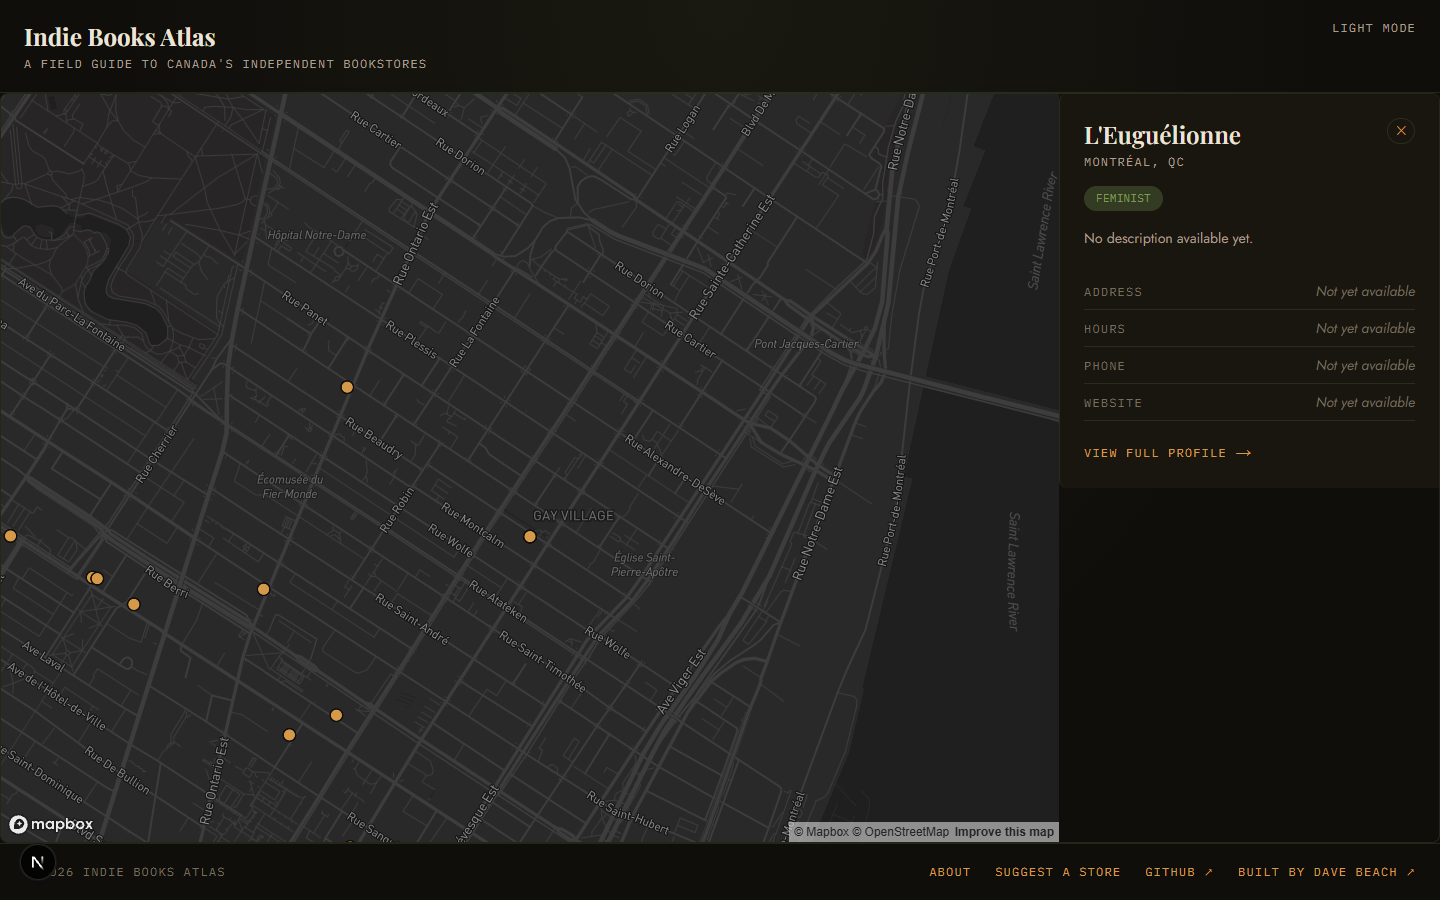 Indie Books Atlas
A FIELD GUIDE TO CANADA'S INDEPENDENT BOOKSTORES
LIGHT MODE
Rue Cartier
Rue Dorion
Rue Logan
Rue Notre-Da
Hôpital Notre-Dame
Rue Ontario Est
Rue Sainte-Catherine Est
Rue Port-de-Montréal
Saint Lawrence River
Rue Dorion
Ave du Parc-La Fontaine
Rue Panet
Rue Plessis
Rue La Fontaine
Rue Cartier
Pont Jacques-Cartier
Rue Cherrier
Rue Beaudry
Rue Alexandre-DeSève
Écomusée du
Fier Monde
Rue Robin
Rue Montcalm
Rue Wolfe
GAY VILLAGE
Rue Notre-Dame Est
Rue Port-de-Montréal
Saint Lawrence River
Église Saint-
Pierre-Apôtre
Rue Berri
Rue Saint-André
Rue Atateken
Rue Saint-Timothée
Rue Wolfe
Ave Viger Est
Ave Laval
Ave de l'Hôtel-de-Ville
Rue De Bullion
Rue Ontario Est
Rue Saint-Hubert
mapbox
© Mapbox © OpenStreetMap Improve this map
L'Euguélionne
MONTRÉAL, QC
FEMINIST
No description available yet.
ADDRESS Not yet available
HOURS Not yet available
PHONE Not yet available
WEBSITE Not yet available
VIEW FULL PROFILE →
N
26 INDIE BOOKS ATLAS
ABOUT
SUGGEST A STORE
GITHUB ↗
BUILT BY DAVE BEACH ↗